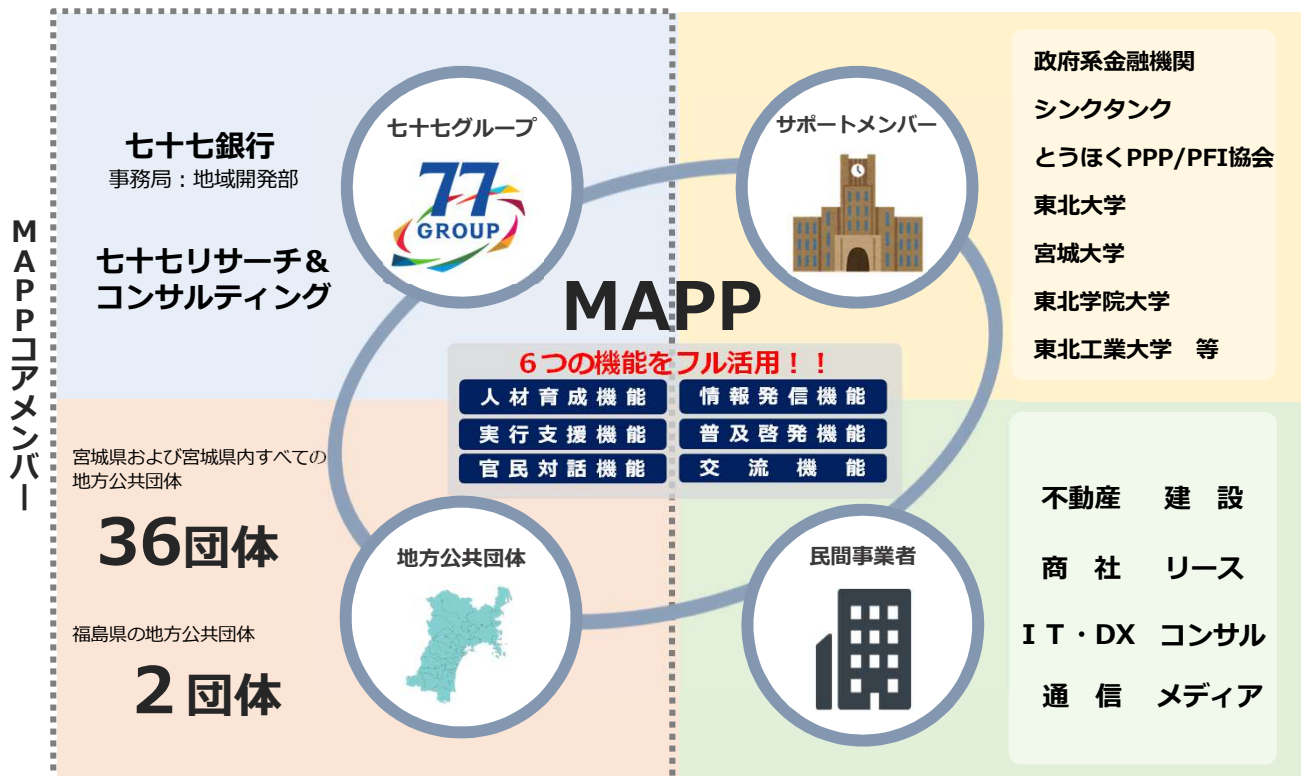 MAPPコアメンバー
七十七銀行
事務局：地域開発部
七十七リサーチ＆
コンサルティング
七十七グループ
77
GROUP
サポートメンバー
政府系金融機関
シンクタンク
とうほくPPP/PFI協会
東北大学
宮城大学
東北学院大学
東北工業大学　等
MAPP
６つの機能をフル活用！！
人材育成機能
情報発信機能
実行支援機能
普及啓発機能
官民対話機能
交流機能
宮城県および宮城県内すべての
地方公共団体
36団体
福島県の地方公共団体
2団体
地方公共団体
民間事業者
不動産　建　設
商　社　リース
ＩＴ・DX　コンサル
通　信　メディア